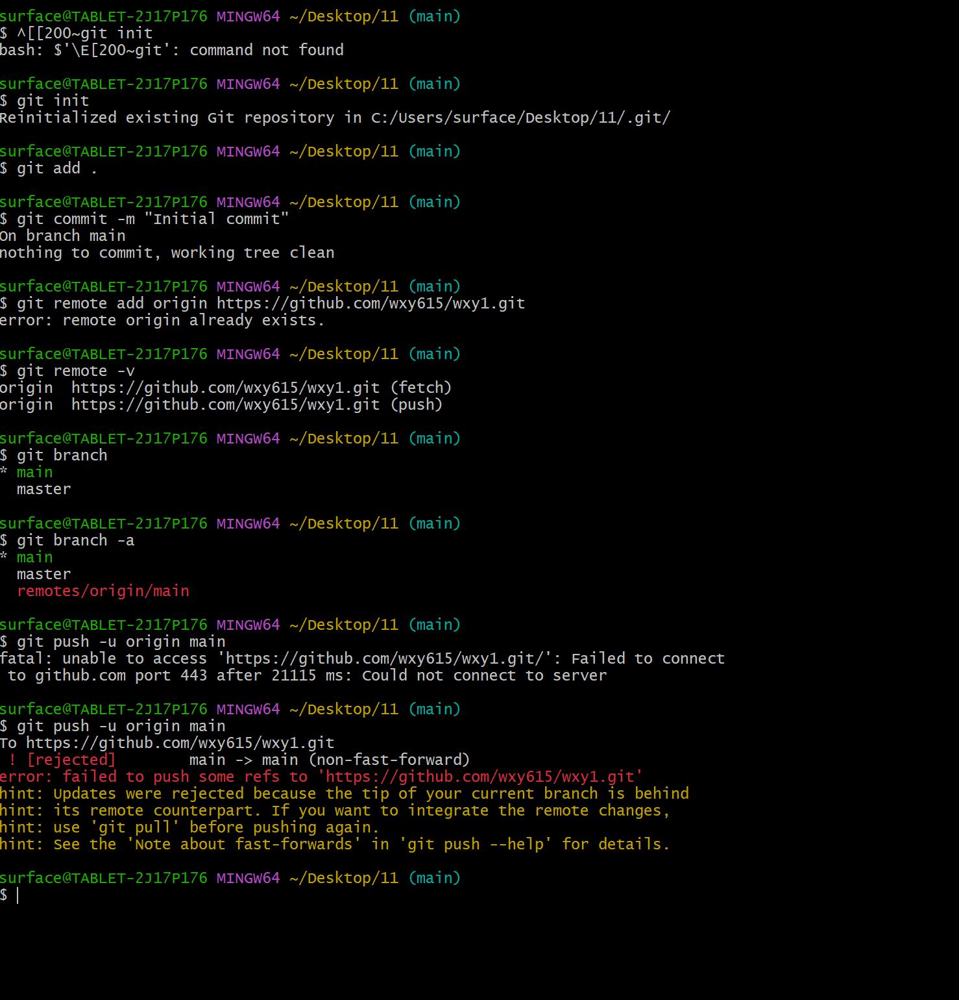 surface@TABLET-2J17P176 MINGW64 ~/Desktop/11 (main)
$ ^[[200~git init
bash: $'\E[200~git': command not found
surface@TABLET-2J17P176 MINGW64 ~/Desktop/11 (main)
$ git init
Reinitialized existing Git repository in C:/Users/surface/Desktop/11/.git/
surface@TABLET-2J17P176 MINGW64 ~/Desktop/11 (main)
$ git add .
surface@TABLET-2J17P176 MINGW64 ~/Desktop/11 (main)
$ git commit -m "Initial commit"
On branch main
nothing to commit, working tree clean
surface@TABLET-2J17P176 MINGW64 ~/Desktop/11 (main)
$ git remote add origin https://github.com/wxy615/wxy1.git
error: remote origin already exists.
surface@TABLET-2J17P176 MINGW64 ~/Desktop/11 (main)
$ git remote -v
origin  https://github.com/wxy615/wxy1.git (fetch)
origin  https://github.com/wxy615/wxy1.git (push)
surface@TABLET-2J17P176 MINGW64 ~/Desktop/11 (main)
$ git branch
* main
  master
surface@TABLET-2J17P176 MINGW64 ~/Desktop/11 (main)
$ git branch -a
* main
  master
  remotes/origin/main
surface@TABLET-2J17P176 MINGW64 ~/Desktop/11 (main)
$ git push -u origin main
fatal: unable to access 'https://github.com/wxy615/wxy1.git/': Failed to connect
 to github.com port 443 after 21115 ms: Could not connect to server
surface@TABLET-2J17P176 MINGW64 ~/Desktop/11 (main)
$ git push -u origin main
To https://github.com/wxy615/wxy1.git
 ! [rejected]        main -> main (non-fast-forward)
error: failed to push some refs to 'https://github.com/wxy615/wxy1.git'
hint: Updates were rejected because the tip of your current branch is behind
hint: its remote counterpart. If you want to integrate the remote changes,
hint: use 'git pull' before pushing again.
hint: See the 'Note about fast-forwards' in 'git push --help' for details.
surface@TABLET-2J17P176 MINGW64 ~/Desktop/11 (main)
$